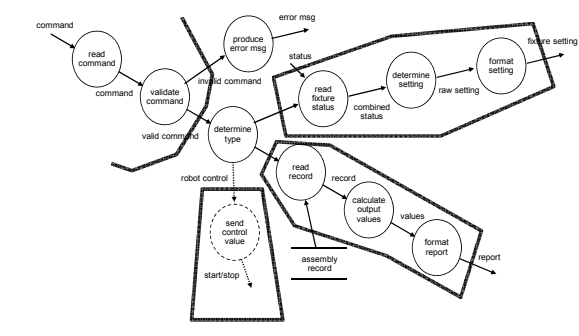 command
error msg
read
command
produce
error msg
fixture setting
status
format
setting
command
validate
command
invalid command
read
fixture
status
determine
setting
raw setting
combined
status
valid command
determine
type
robot control
read
record
record
calculate
output
values
values
send
control
value
format
report
report
assembly
record
start/stop